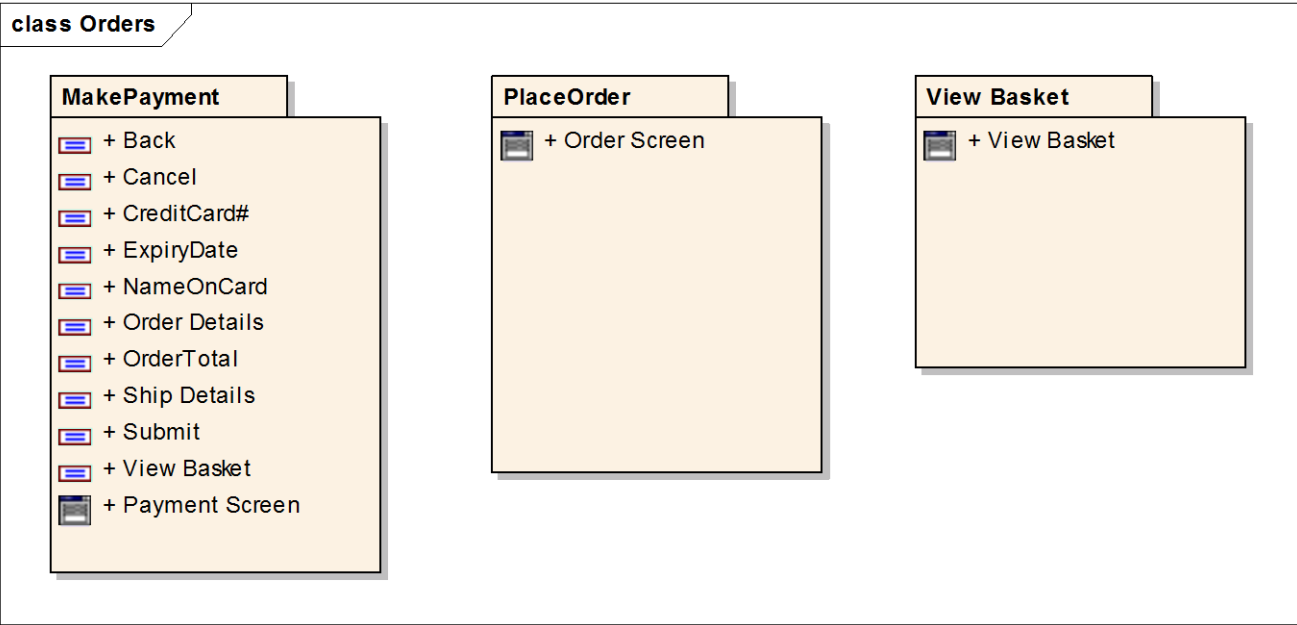 class Orders
MakePayment
+ Back
+ Cancel
+ CreditCard#
+ ExpiryDate
+ NameOnCard
+ Order Details
+ OrderTotal
+ Ship Details
+ Submit
+ View Basket
+ Payment Screen
PlaceOrder
+ Order Screen
View Basket
+ View Basket